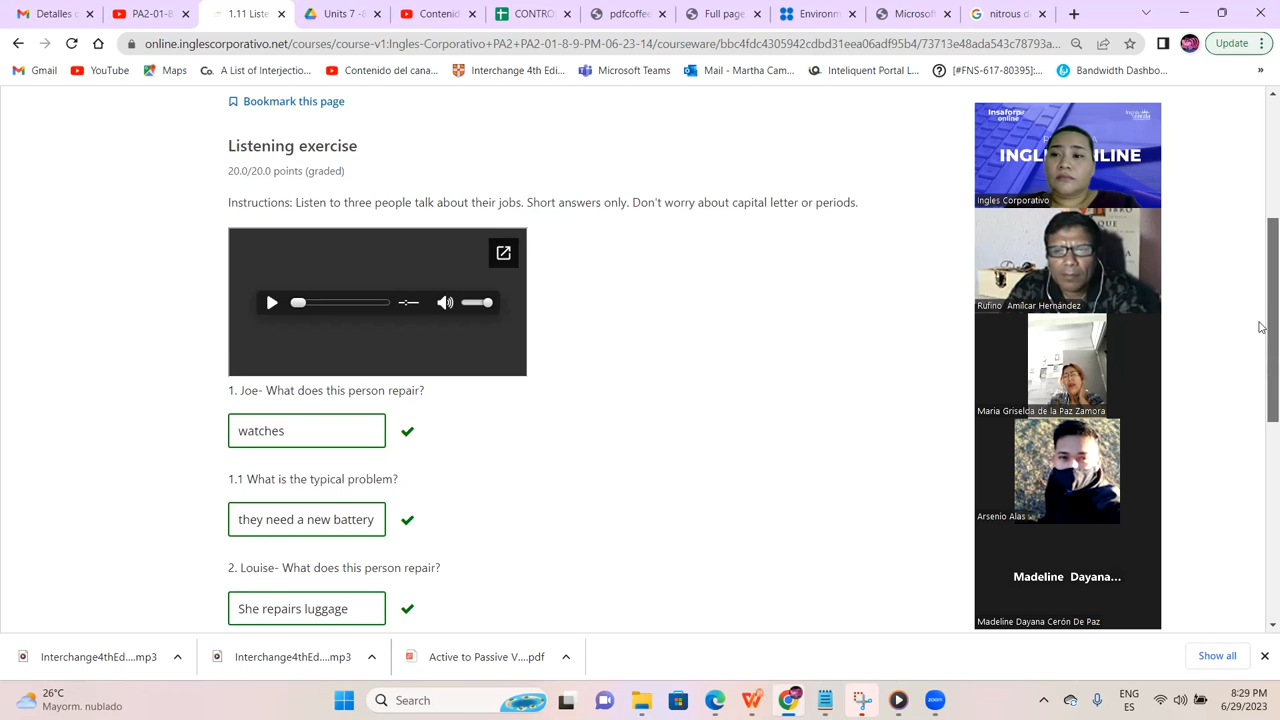 PA2-01-8
1.11 Listen
Units 7 -
Contenid
CONTRO
pdfcoffee
Full page
Environm
Microsoft
nitrous d
online.inglescorporativo.net/courses/course-v1:Ingles-Corporativo+PA2+PA2-01-8-9-PM-06-23-14/courseware/bbc4fdc4305942cdbd31eea06adf95b4/73713e48ada543c38793a...
Update
Gmail
YouTube
Maps
A List of Interjectio...
Contenido del cana...
Interchange 4th Edi...
Microsoft Teams
Mail - Martha Cam...
Inteliquent Portal L...
[#FNS-617-80395]:...
Bandwidth Dashbo...
»
Bookmark this page
Listening exercise
20.0/20.0 points (graded)
Instructions: Listen to three people talk about their jobs. Short answers only. Don't worry about capital letter or periods.
1. Joe- What does this person repair?
watches
1.1 What is the typical problem?
they need a new battery
2. Louise- What does this person repair?
She repairs luggage
Insaforp
online
Ingles Corporativo
Rufino Amílcar Hernández
Maria Griselda de la Paz Zamora
Arsenio Alas
Madeline Dayana...
Madeline Dayana Cerón De Paz
Interchange4thEd....mp3
Interchange4thEd....mp3
Active to Passive V....pdf
Show all
26°C
Mayorm. nublado
Search
ENG
ES
8:29 PM
6/29/2023